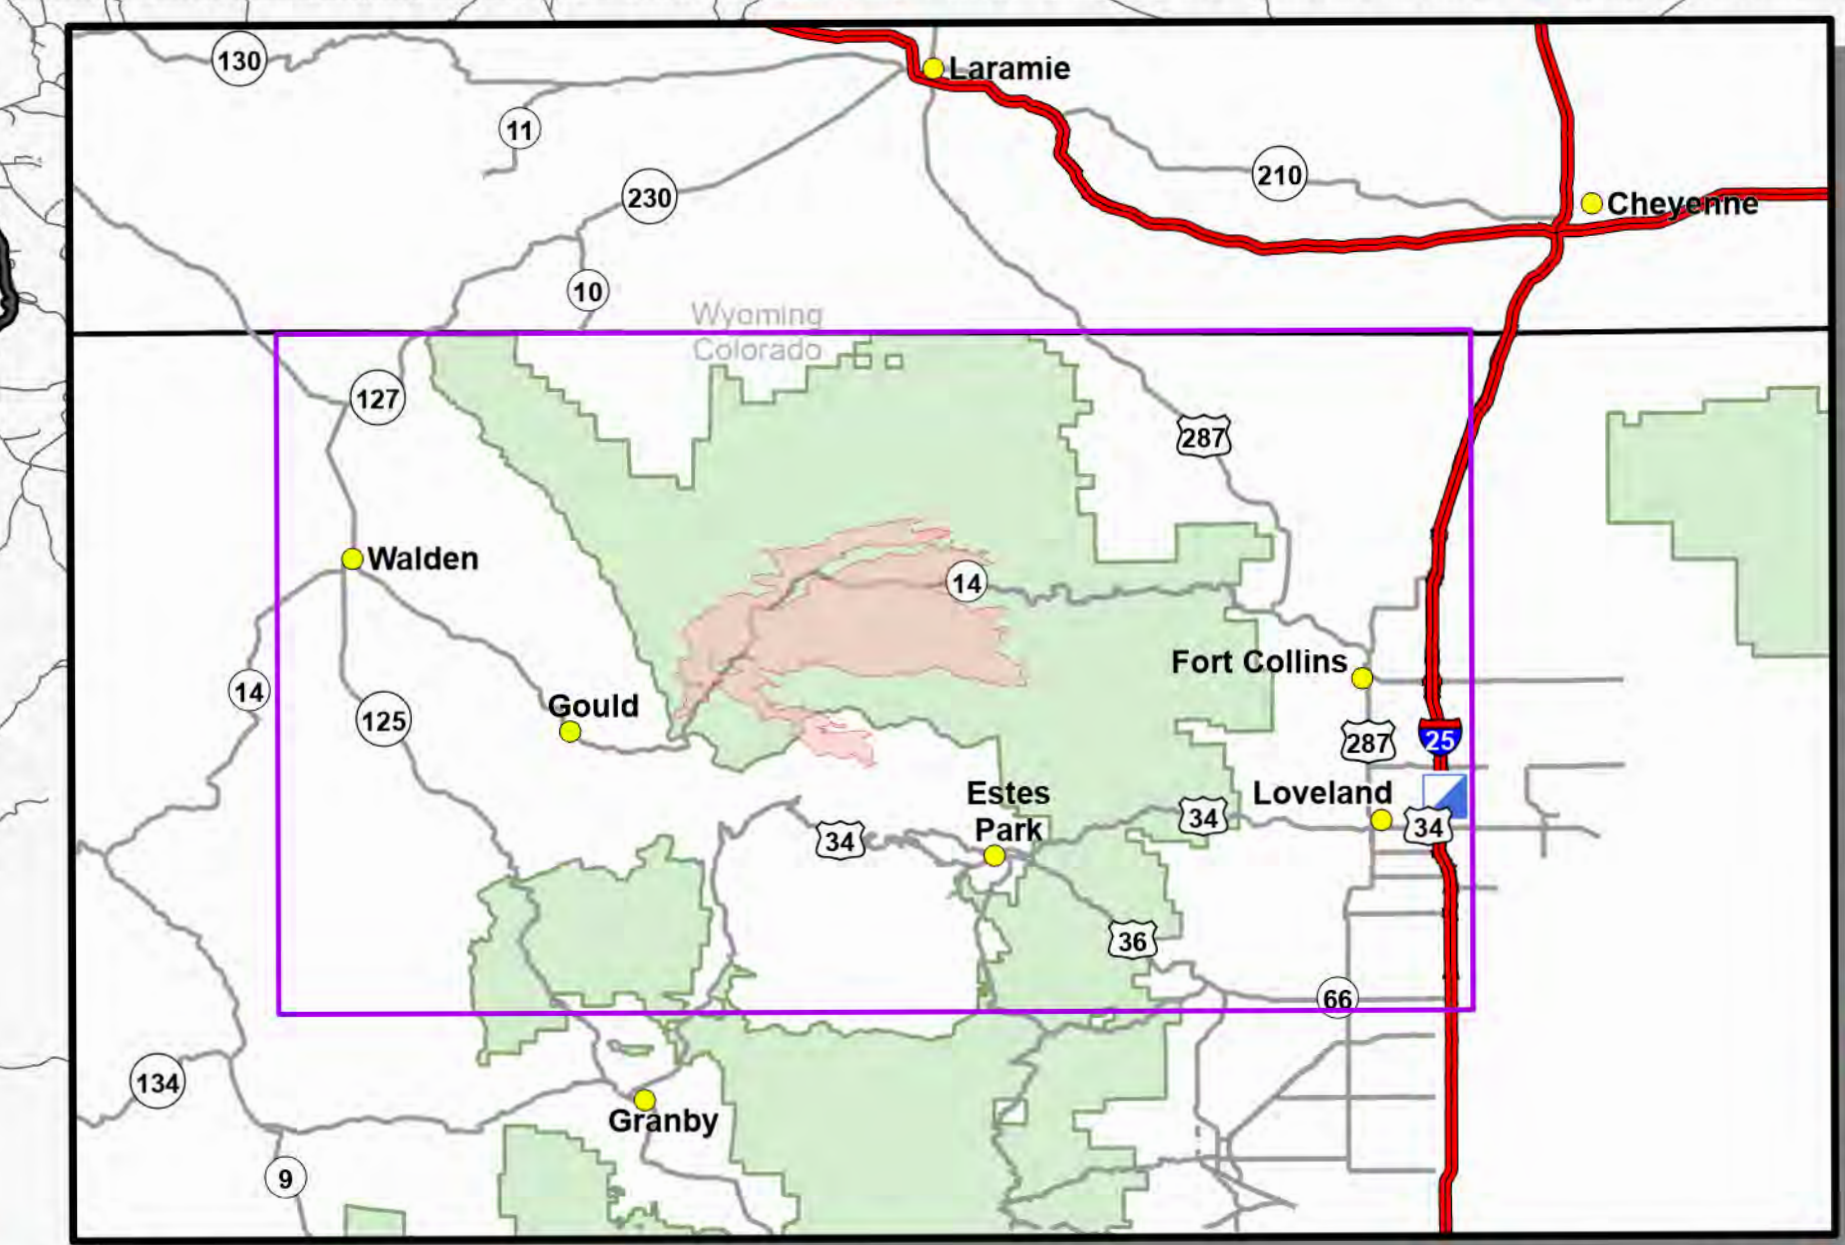 130
Laramie
11
210
230
Cheyenne
10
Wyoming
Colorado
127
287
Walden
14
Fort Collins
14
Gould
125
287
25
Estes
Park
Loveland
34
34
34
36
66
134
Granby
9